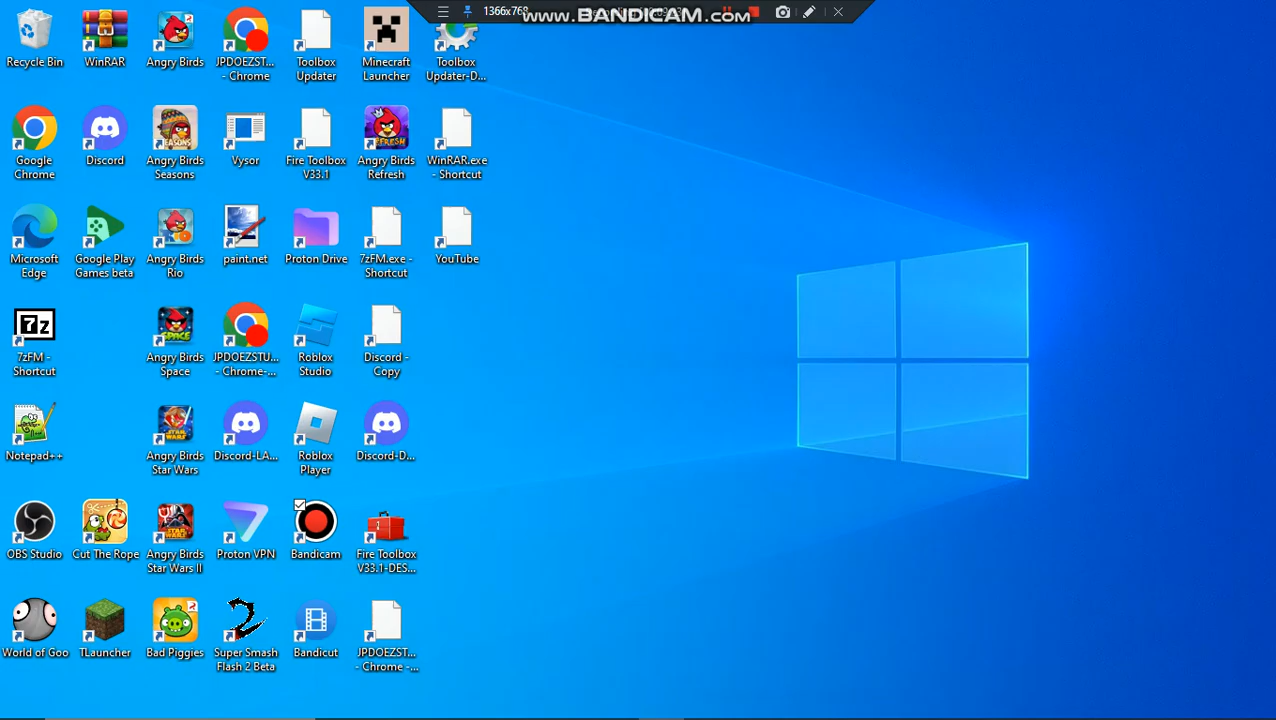 1366x768
www.BANDICAM.com
Recycle Bin
WinRAR
Angry Birds
JPDOEZST...
- Chrome
Toolbox
Updater
Minecraft
Launcher
Toolbox
Updater-D...
Google
Chrome
Discord
Angry Birds
Seasons
Vysor
Fire Toolbox
V33.1
Angry Birds
Refresh
WinRAR.exe
- Shortcut
Microsoft
Edge
Google Play
Games beta
Angry Birds
Rio
paint.net
Proton Drive
7zFM.exe -
Shortcut
YouTube
7z
7zFM -
Shortcut
SPACE
Angry Birds
Space
JPDOEZSTU...
- Chrome-...
Roblox
Studio
Discord -
Copy
Notepad++
Angry Birds
Star Wars
Discord-LA...
Roblox
Player
Discord-D...
OBS Studio
Cut The Rope
Angry Birds
Star Wars II
Proton VPN
Bandicam
Fire Toolbox
V33.1-DES...
World of Goo
TLauncher
Bad Piggies
2
Super Smash
Flash 2 Beta
Bandicut
JPDOEZST...
- Chrome -...